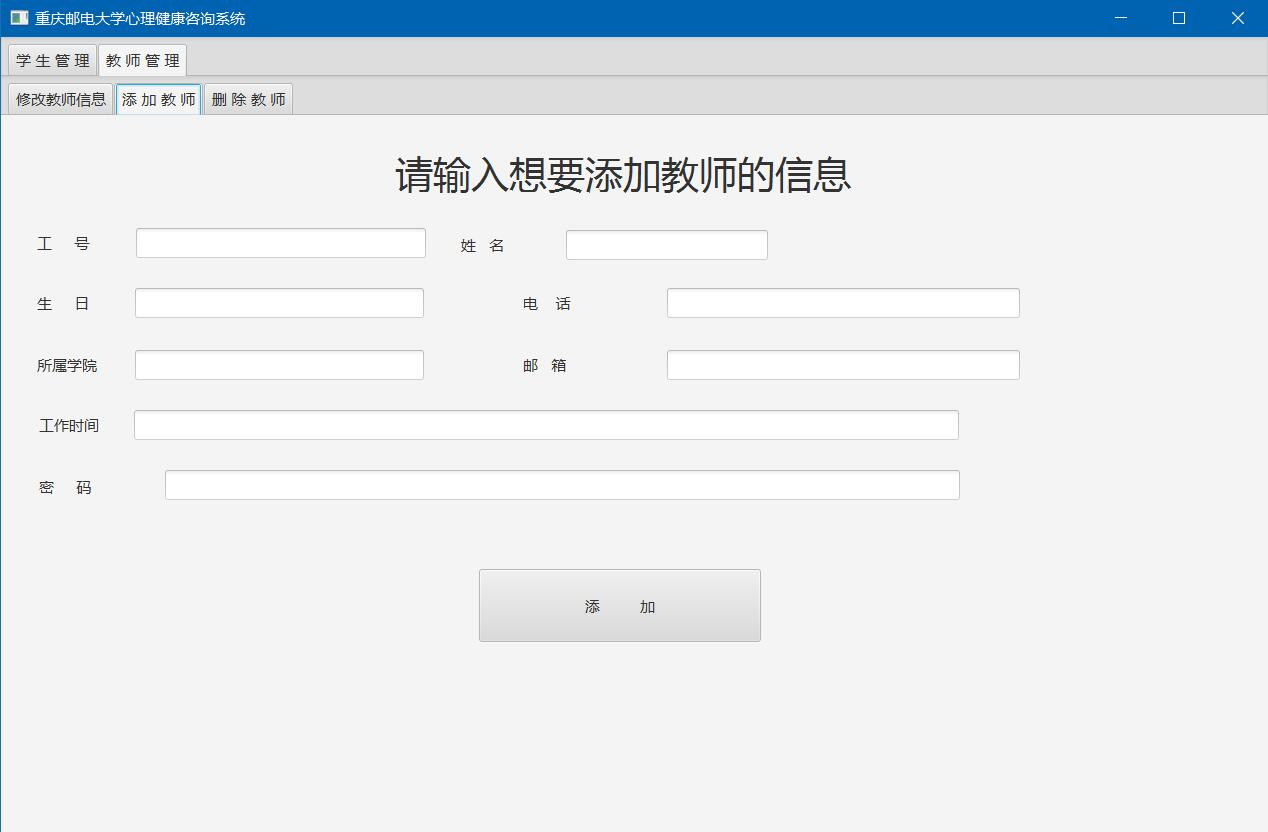 重庆邮电大学心理健康咨询系统
学 生 管 理 教 师 管 理
修改教师信息 添 加 教 师 删 除 教 师
请输入想要添加教师的信息
工 号 姓 名
生 日 电 话
所属学院 邮 箱
工作时间
密 码
添 加